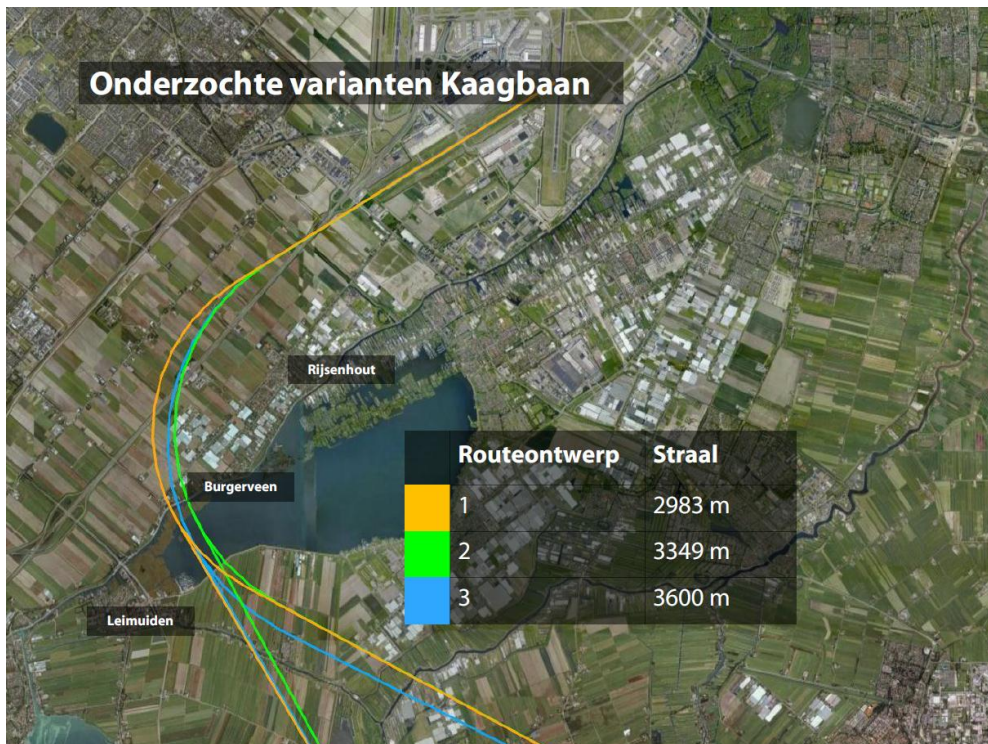 Onderzochte varianten Kaagbaan
Rijsenhout
Routeontwerp Straal
1 2983 m
2 3349 m
3 3600 m
Burgerveen
Leimuiden